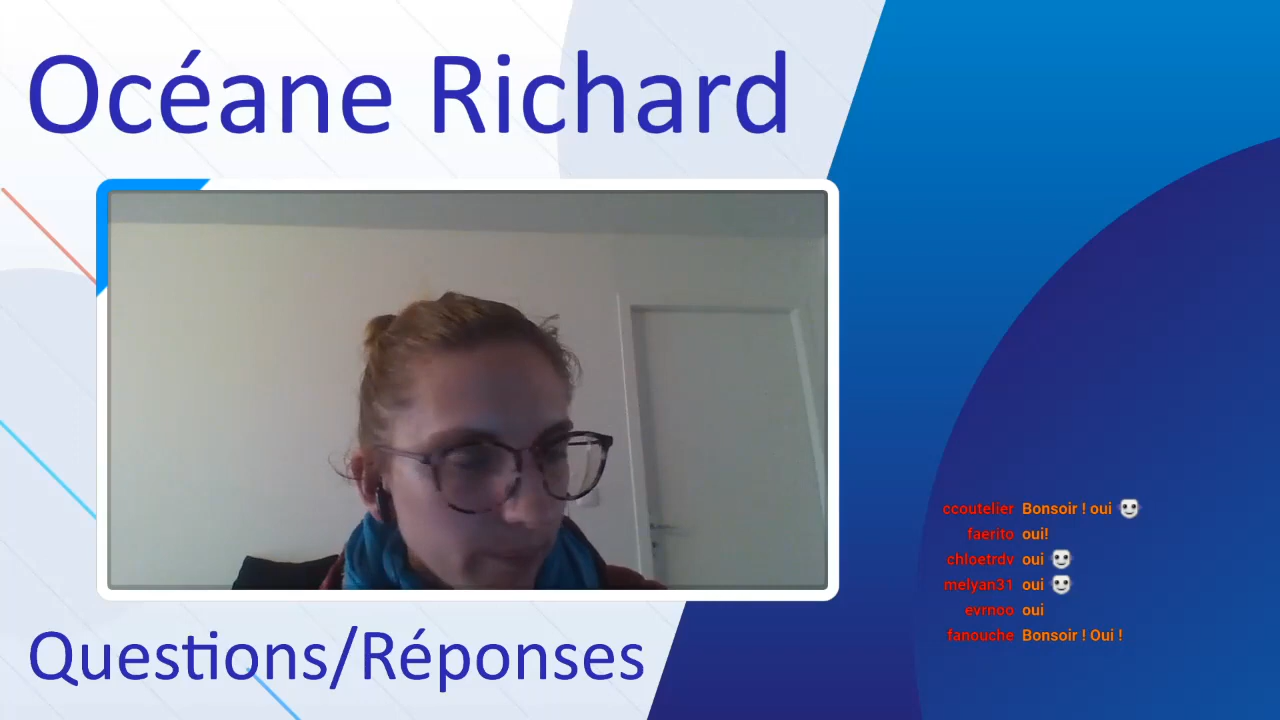 Océane Richard
ccoutelier Bonsoir ! oui
faerito oui!
chloetrdv oui
melyan31 oui
evrnoo oui
fanouche Bonsoir ! Oui !
Questions/Réponses